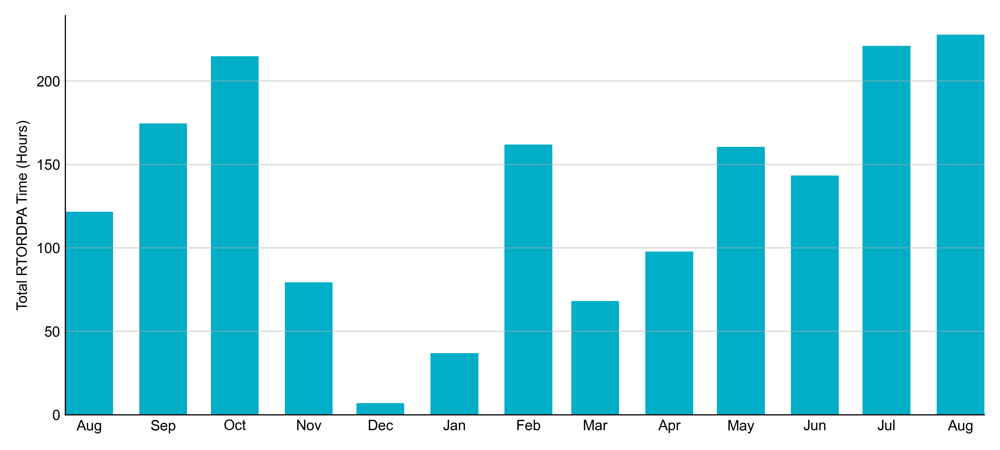 Total RTORDPA Time (Hours)
200
150
100
50
0
Aug Sep Oct Nov Dec Jan Feb Mar Apr May Jun Jul Aug